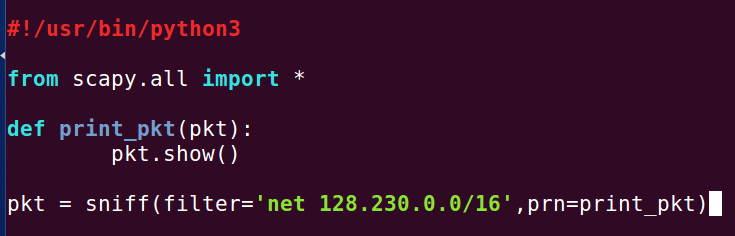 #!/usr/bin/python3
from scapy.all import *
def print_pkt(pkt):
        pkt.show()
pkt = sniff(filter='net 128.230.0.0/16',prn=print_pkt)